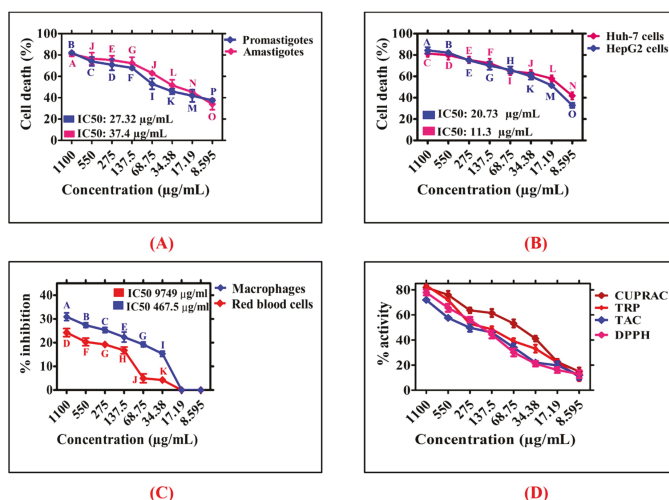 100
80
60
40
20
0
Cell death (%)
B
A
J
C
E
D
G
F
J
I
L
K
N
M
P
O
Promastigotes
Amastigotes
IC50: 27.32 µg/mL
IC50: 37.4 µg/mL
1100
550
275
137.5
68.75
34.38
17.19
8.595
Concentration (µg/mL)
(A)
100
80
60
40
20
0
Cell death (%)
A
C
O
N
E
E
F
G
H
I
J
K
L
M
N
O
Huh-7 cells
HepG2 cells
IC50: 20.73 µg/mL
IC50: 11.3 µg/mL
1100
550
275
137.5
68.75
34.38
17.19
8.595
Concentration (µg/mL)
(B)
40
30
20
10
0
% inhibition
A
D
B
F
C
G
E
H
G
J
I
K
IC50 9749 µg/ml
IC50 467.5 µg/ml
Macrophages
Red blood cells
1100
550
275
137.5
68.75
34.38
17.19
8.595
Concentration (µg/mL)
(C)
80
60
40
20
0
% activity
CUPRAC
TRP
TAC
DPPH
1100
550
275
137.5
68.75
34.38
17.19
8.595
Concentration (µg/mL)
(D)